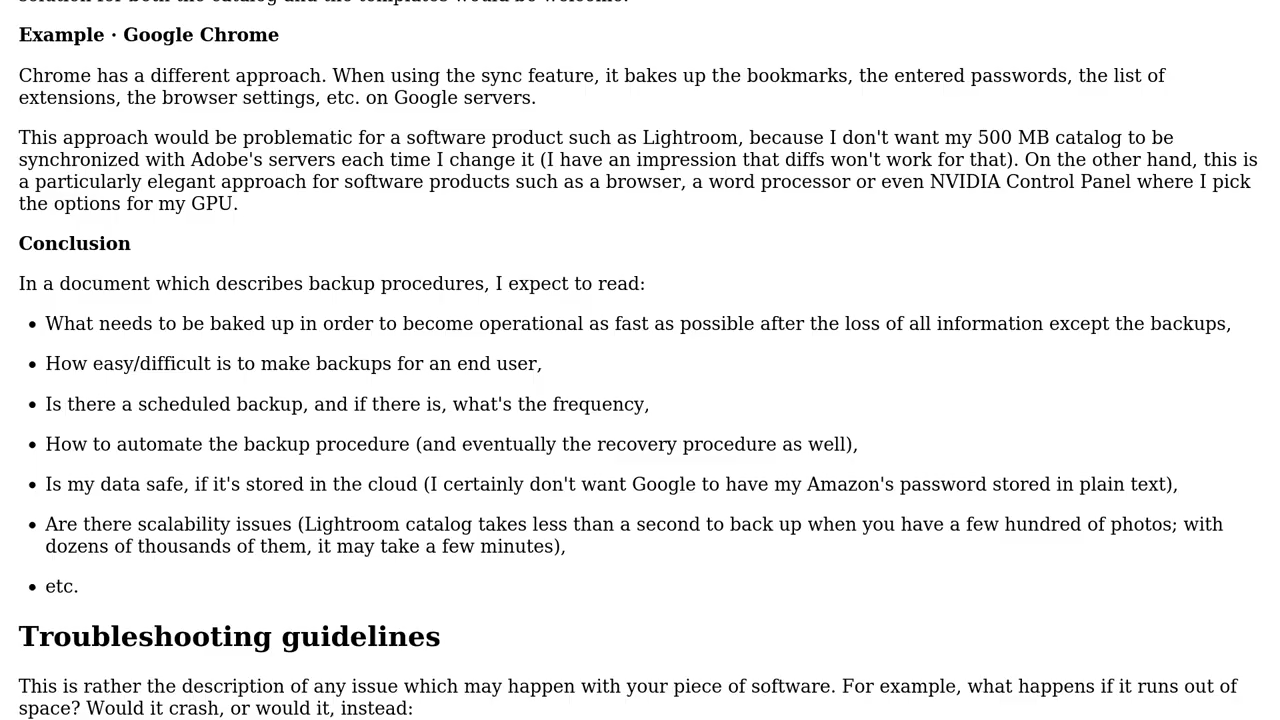 solution for both the catalog and the templates would be welcome.
Example · Google Chrome
Chrome has a different approach. When using the sync feature, it bakes up the bookmarks, the entered passwords, the list of
extensions, the browser settings, etc. on Google servers.
This approach would be problematic for a software product such as Lightroom, because I don't want my 500 MB catalog to be
synchronized with Adobe's servers each time I change it (I have an impression that diffs won't work for that). On the other hand, this is
a particularly elegant approach for software products such as a browser, a word processor or even NVIDIA Control Panel where I pick
the options for my GPU.
Conclusion
In a document which describes backup procedures, I expect to read:
• What needs to be baked up in order to become operational as fast as possible after the loss of all information except the backups,
• How easy/difficult is to make backups for an end user,
• Is there a scheduled backup, and if there is, what's the frequency,
• How to automate the backup procedure (and eventually the recovery procedure as well),
• Is my data safe, if it's stored in the cloud (I certainly don't want Google to have my Amazon's password stored in plain text),
• Are there scalability issues (Lightroom catalog takes less than a second to back up when you have a few hundred of photos; with
dozens of thousands of them, it may take a few minutes),
• etc.
Troubleshooting guidelines
This is rather the description of any issue which may happen with your piece of software. For example, what happens if it runs out of
space? Would it crash, or would it, instead: